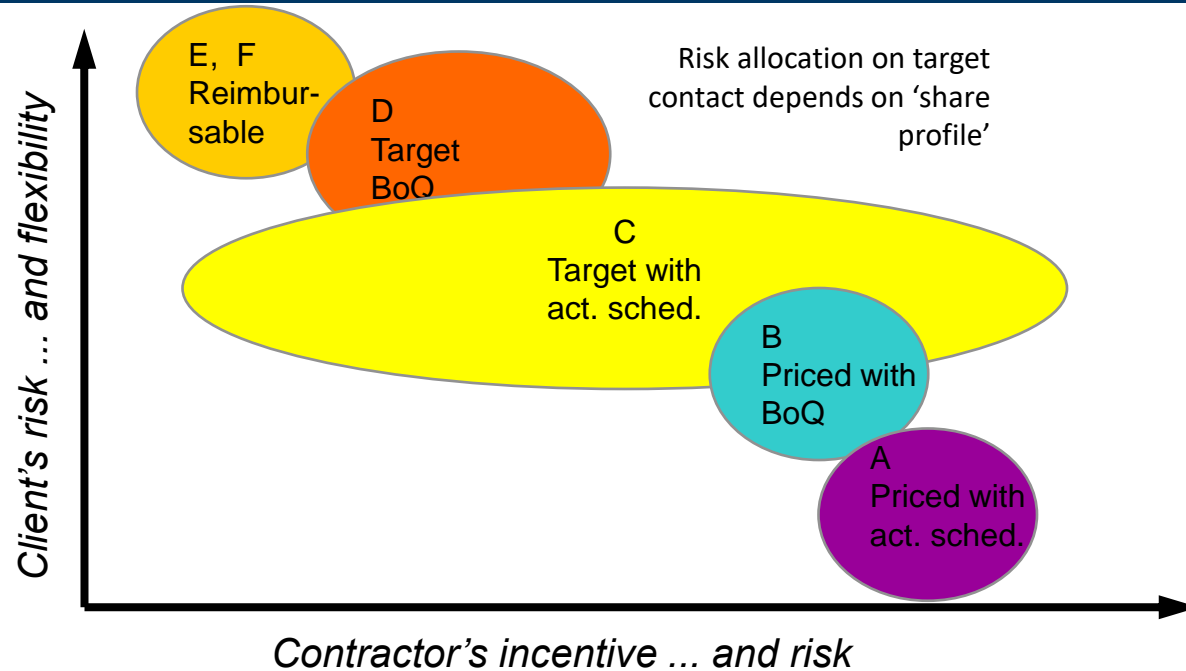 E, F
Reimbur-
sable
D
Target
BoQ
Risk allocation on target
contact depends on ‘share
profile’
C
Target with
act. sched.
B
Priced with
BoQ
A
Priced with
act. sched.
Client's risk ... and flexibility
Contractor's incentive ... and risk